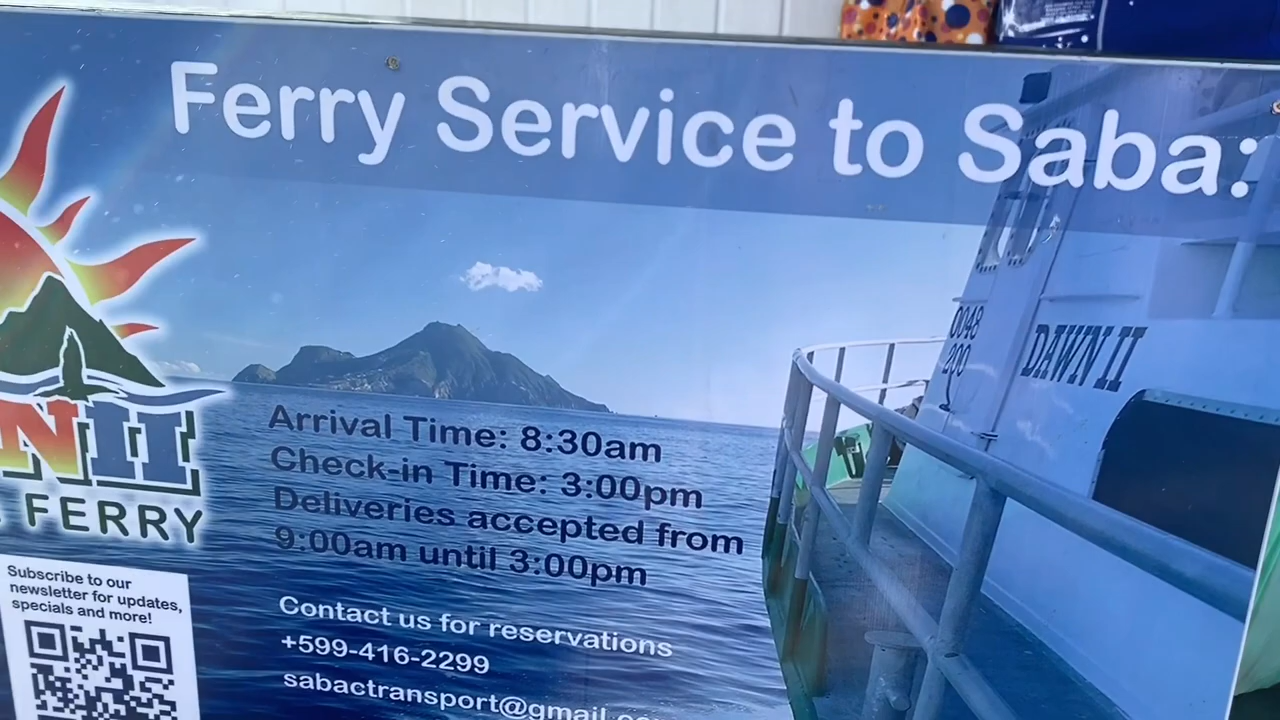 Ferry Service to Saba:
0048
200
DAWN II
N II
FERRY
Arrival Time: 8:30am
Check-in Time: 3:00pm
Deliveries accepted from
9:00am until 3:00pm
Subscribe to our
newsletter for updates,
specials and more!
Contact us for reservations
+599-416-2299
sabactransport@gmail.co